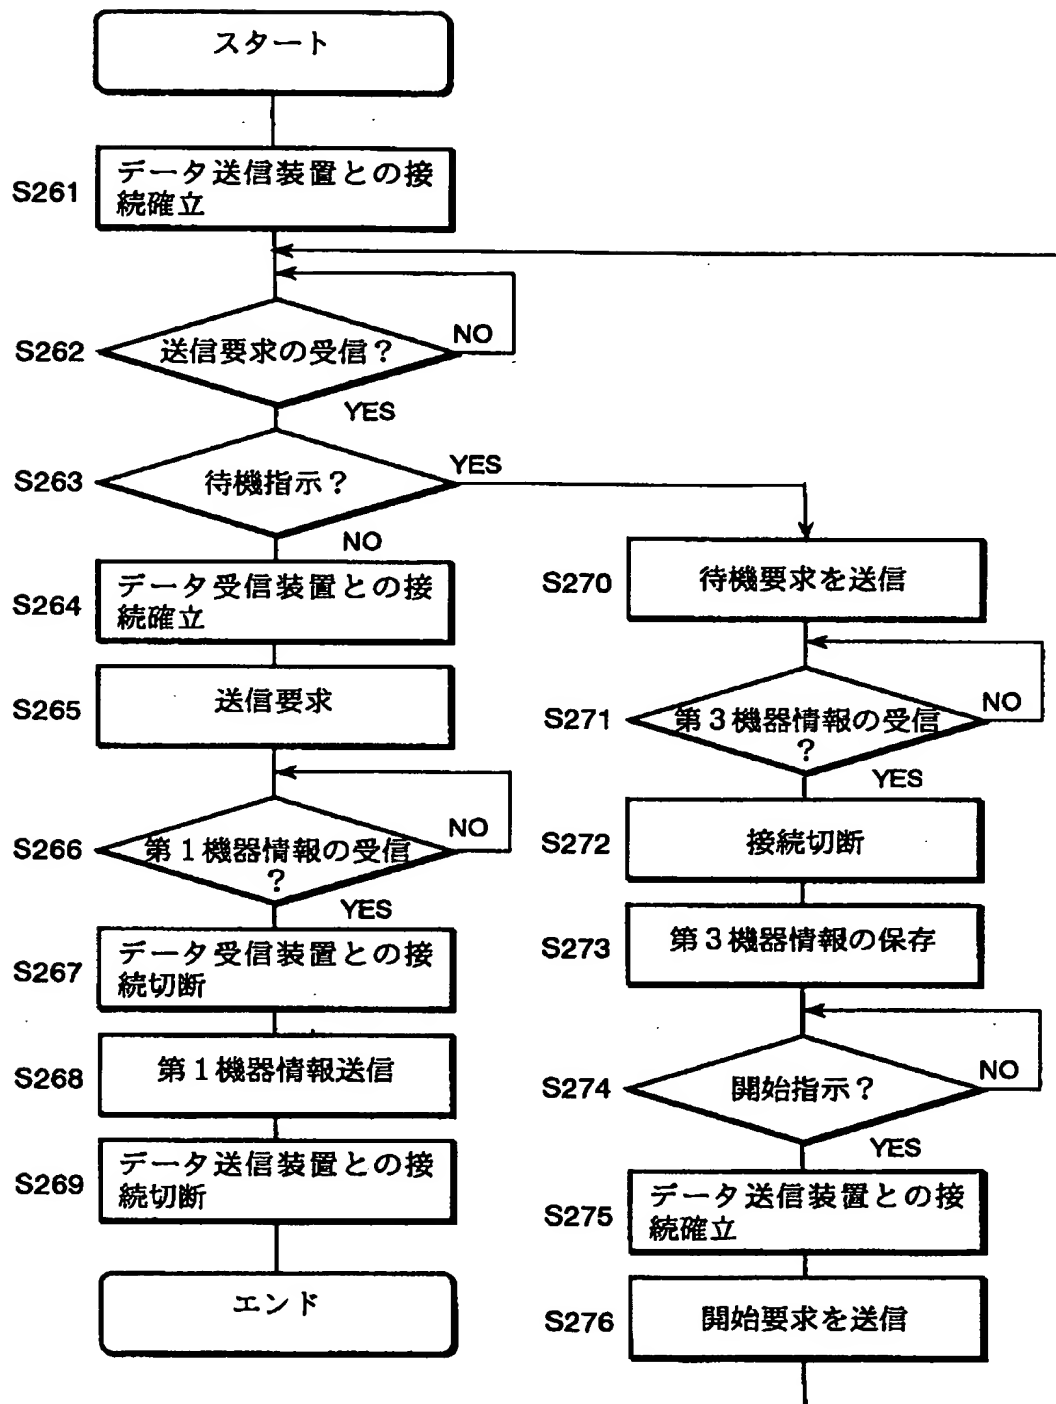 スタート
S261
データ送信装置との接
続確立
S262
送信要求の受信?
NO
YES
S263
待機指示?
YES
NO
S264
データ受信装置との接
続確立
S265
送信要求
S266
第1機器情報の受信
?
NO
YES
S267
データ受信装置との接
続切断
S268
第1機器情報送信
S269
データ送信装置との接
続切断
エンド
S270
待機要求を送信
S271
第3機器情報の受信
?
NO
YES
S272
接続切断
S273
第3機器情報の保存
S274
開始指示?
NO
YES
S275
データ送信装置との接
続確立
S276
開始要求を送信